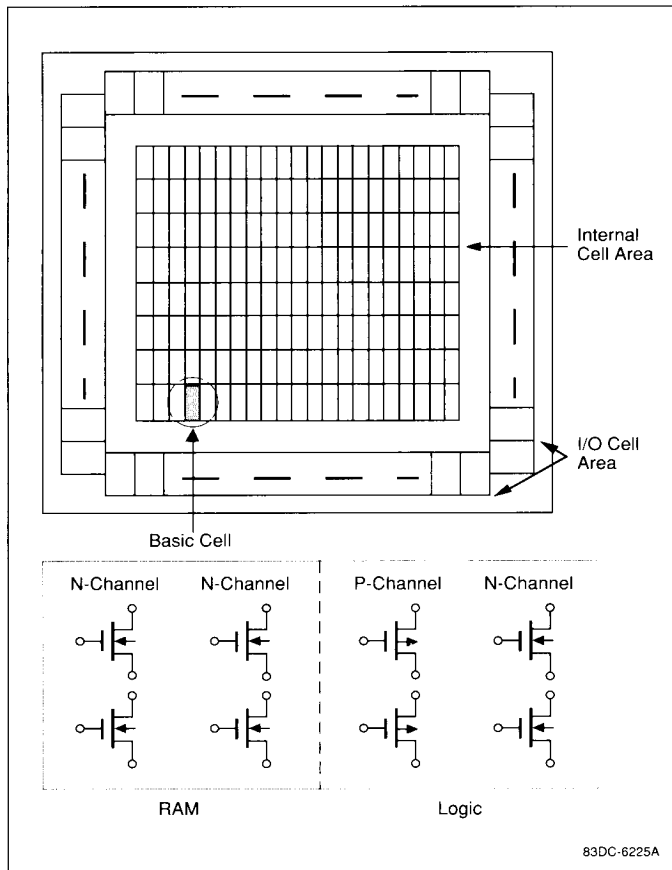 Internal
Cell Area
I/O Cell
Area
Basic Cell
N-Channel N-Channel P-Channel N-Channel
RAM Logic
83DC-6225A